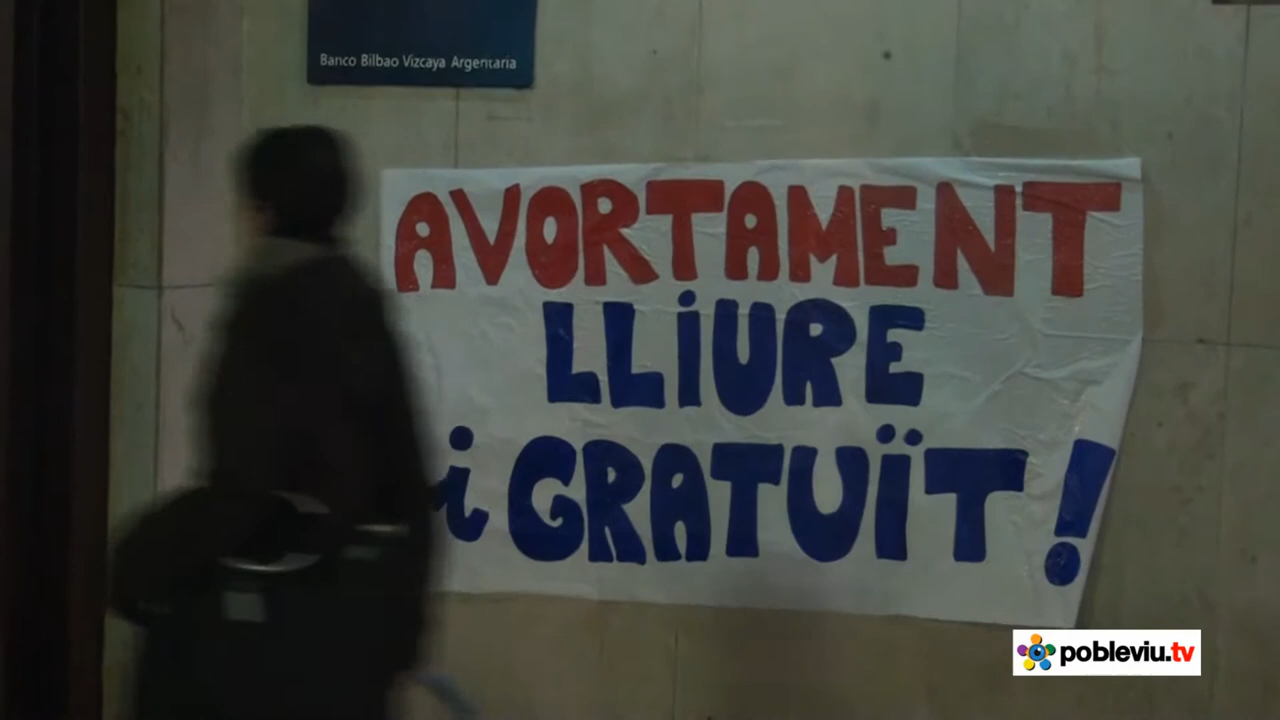 Banco Bilbao Vizcaya Argentaria
AVORTAMENT
LLiURE
i GRATUÏT!
pobleviu.tv